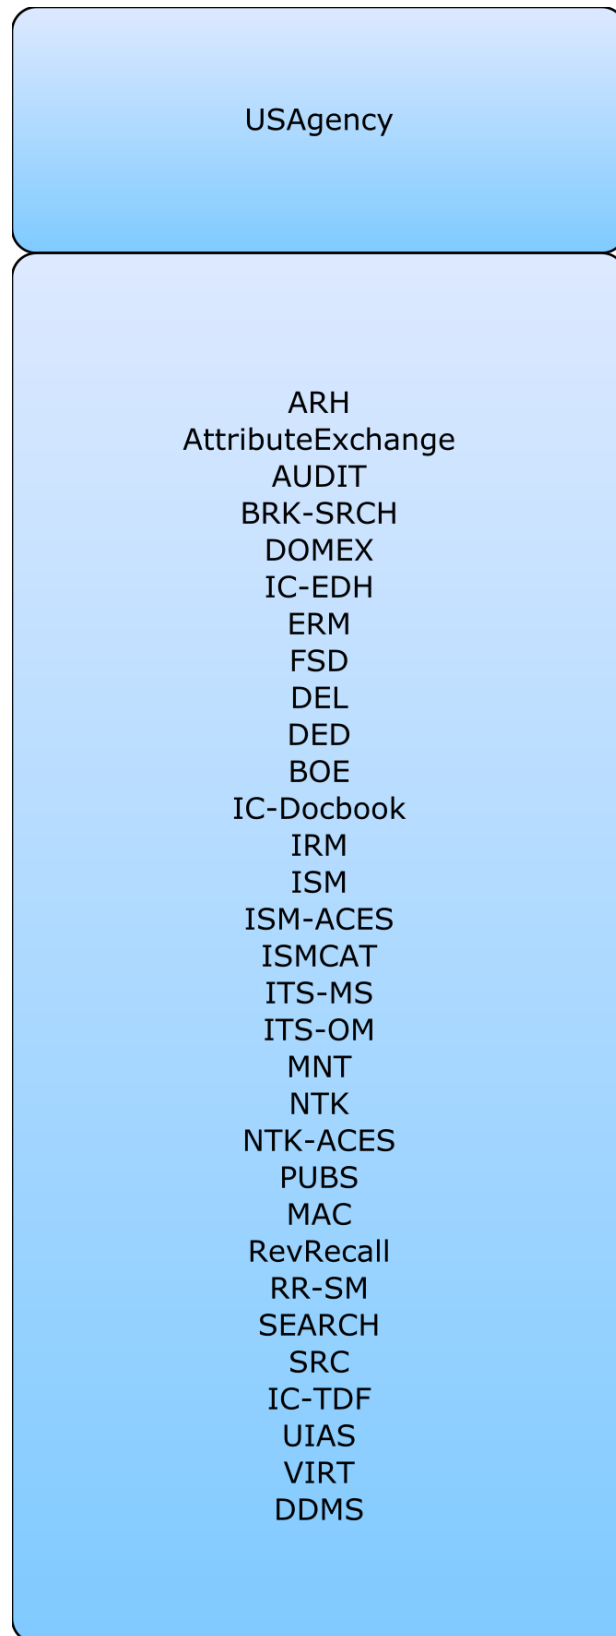 USAgency
ARH
AttributeExchange
AUDIT
BRK-SRCH
DOMEX
IC-EDH
ERM
FSD
DEL
DED
BOE
IC-Docbook
IRM
ISM
ISM-ACES
ISMCAT
ITS-MS
ITS-OM
MNT
NTK
NTK-ACES
PUBS
MAC
RevRecall
RR-SM
SEARCH
SRC
IC-TDF
UIAS
VIRT
DDMS